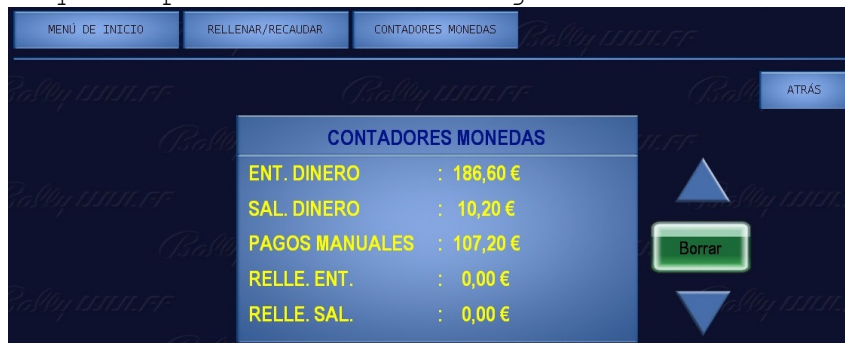 MENÚ DE INICIO
RELLENAR/RECAUDAR
CONTADORES MONEDAS
ATRÁS
CONTADORES MONEDAS
ENT. DINERO : 186,60 €
SAL. DINERO : 10,20 €
PAGOS MANUALES : 107,20 €
RELLE. ENT. : 0,00 €
RELLE. SAL. : 0,00 €
Borrar